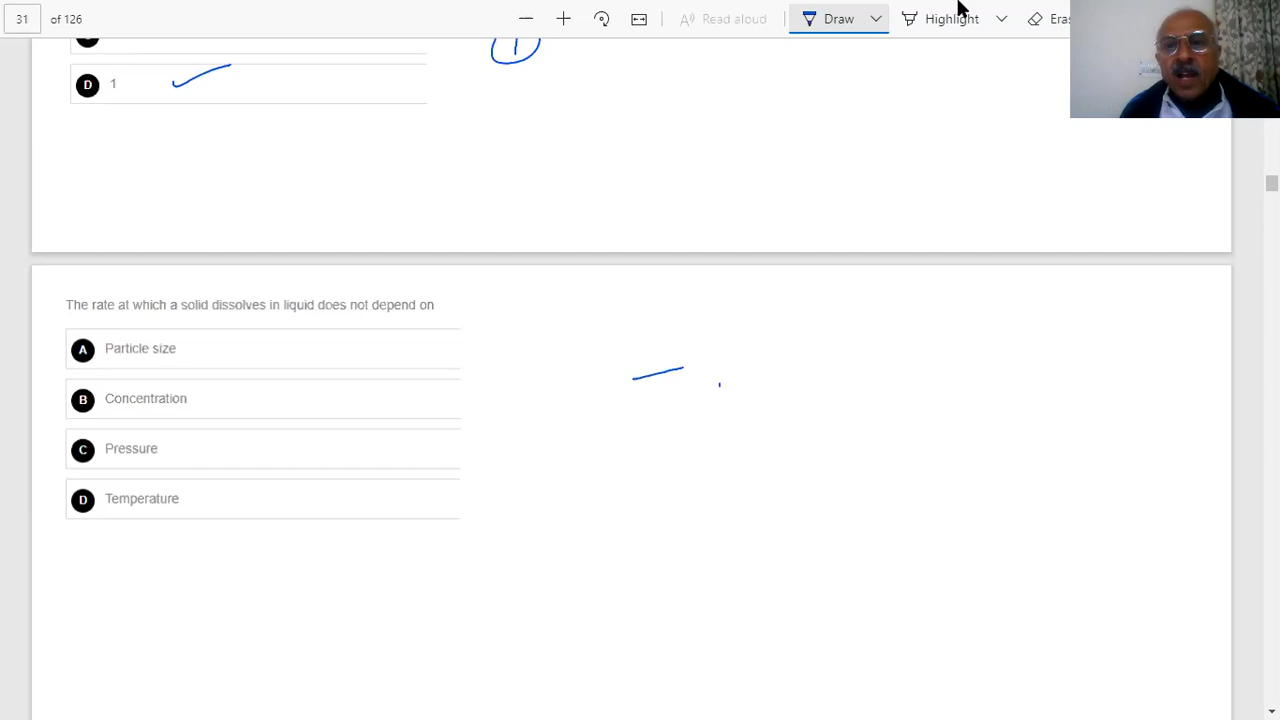 31 of 126 Read aloud Draw Highlight Eras
1
D 1
The rate at which a solid dissolves in liquid does not depend on
A Particle size
B Concentration
C Pressure
D Temperature